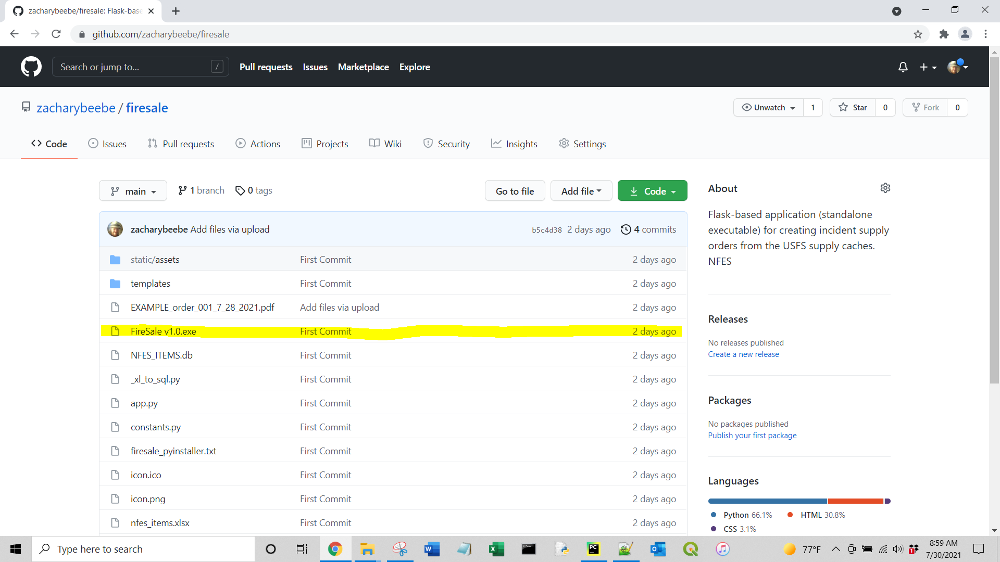 zacharybeebe/firesale: Flask-base
github.com/zacharybeebe/firesale
Search or jump to... /
Pull requests Issues Marketplace Explore
zacharybeebe / firesale
Unwatch 1 Star 0 Fork 0
Code Issues Pull requests Actions Projects Wiki Security Insights Settings
main 1 branch 0 tags Go to file Add file Code
zacharybeebe Add files via upload b5c4d38 2 days ago 4 commits
static/assets First Commit 2 days ago
templates First Commit 2 days ago
EXAMPLE_order_001_7_28_2021.pdf Add files via upload 2 days ago
FireSale v1.0.exe First Commit 2 days ago
NFES_ITEMS.db First Commit 2 days ago
_xl_to_sql.py First Commit 2 days ago
app.py First Commit 2 days ago
constants.py First Commit 2 days ago
firesale_pyinstaller.txt First Commit 2 days ago
icon.ico First Commit 2 days ago
icon.png First Commit 2 days ago
nfes_items.xlsx First Commit 2 days ago
About
Flask-based application (standalone
executable) for creating incident supply
orders from the USFS supply caches.
NFES
Releases
No releases published
Create a new release
Packages
No packages published
Publish your first package
Languages
Python 66.1% HTML 30.8%
CSS 3.1%
Type here to search
77°F
8:59 AM
7/30/2021